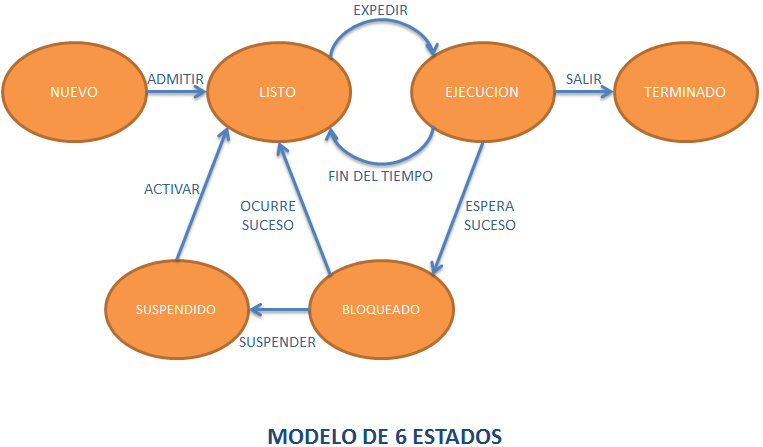 EXPEDIR
NUEVO
ADMITIR
LISTO
EJECUCION
SALIR
TERMINADO
FIN DEL TIEMPO
ACTIVAR
OCURRE
SUCESO
ESPERA
SUCESO
SUSPENDIDO
BLOQUEADO
SUSPENDER
MODELO DE 6 ESTADOS